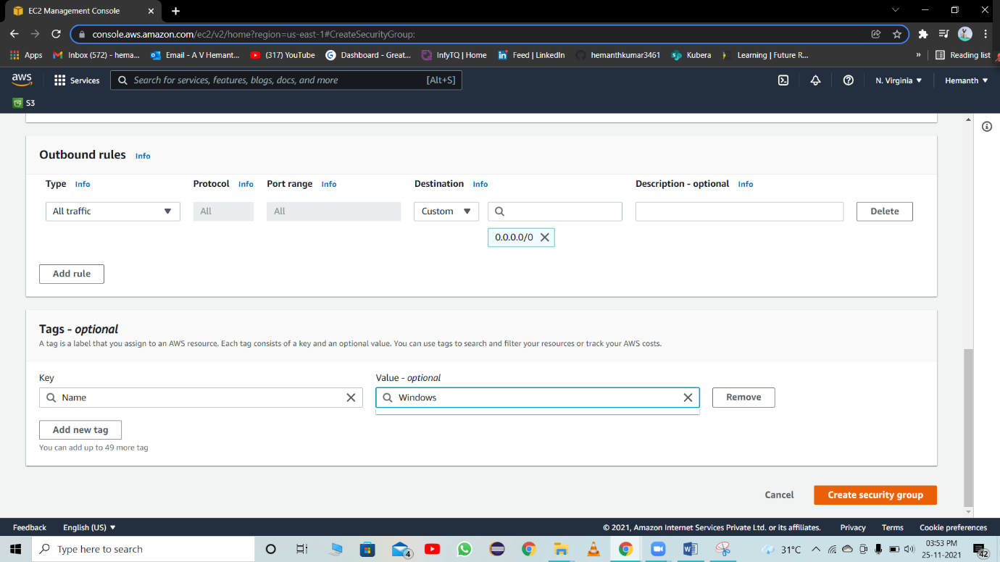 EC2 Management Console
console.aws.amazon.com/ec2/v2/home?region=us-east-1#CreateSecurityGroup:
Apps Inbox (572) - hema... Email - A V Hemant... (317) YouTube Dashboard - Great... InfyTQ | Home Feed | LinkedIn hemanthkumar3461 Kubera Learning | Future R... » Reading list
aws Services Search for services, features, blogs, docs, and more [Alt+S] N. Virginia Hemanth
S3
Outbound rules Info
Type Info Protocol Info Port range Info Destination Info Description - optional Info
All traffic All All Custom Delete
0.0.0.0/0
Add rule
Tags - optional
A tag is a label that you assign to an AWS resource. Each tag consists of a key and an optional value. You can use tags to search and filter your resources or track your AWS costs.
Key Value - optional
Name Windows Remove
Add new tag
You can add up to 49 more tag
Cancel Create security group
Feedback English (US) © 2021, Amazon Internet Services Private Ltd. or its affiliates. Privacy Terms Cookie preferences
Type here to search 4 31°C 03:53 PM
25-11-2021 42